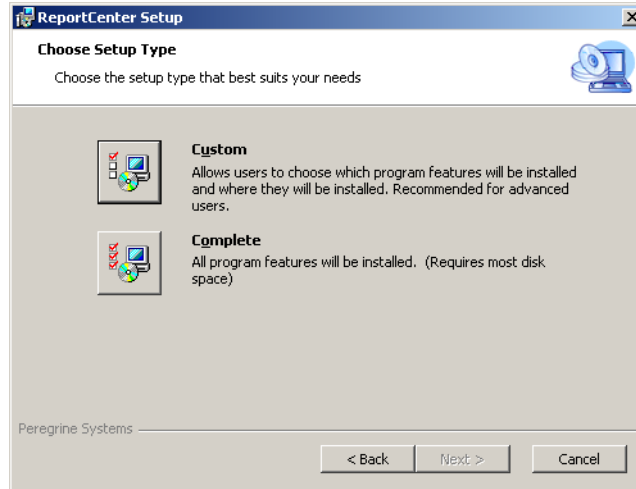 ReportCenter Setup
Choose Setup Type
Choose the setup type that best suits your needs
Custom
Allows users to choose which program features will be installed
and where they will be installed. Recommended for advanced
users.
Complete
All program features will be installed. (Requires most disk
space)
Peregrine Systems
< Back Next > Cancel